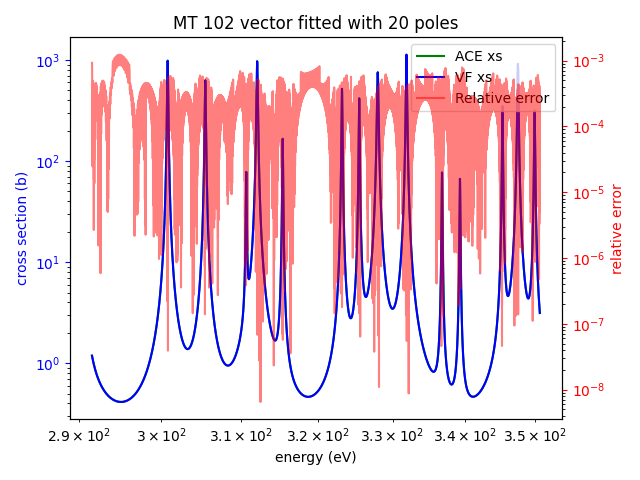 MT 102 vector fitted with 20 poles
ACE xs
VF xs
Relative error
cross section (b)
10³
10²
10¹
10⁰
relative error
10⁻³
10⁻⁴
10⁻⁵
10⁻⁶
10⁻⁷
10⁻⁸
2.9 × 10² 3 × 10² 3.1 × 10² 3.2 × 10² 3.3 × 10² 3.4 × 10² 3.5 × 10²
energy (eV)